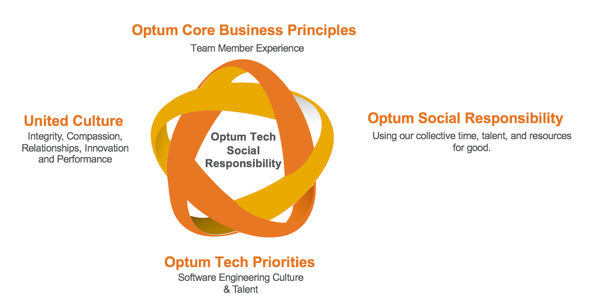 Optum Core Business Principles
Team Member Experience
United Culture
Integrity, Compassion,
Relationships, Innovation
and Performance
Optum Tech
Social
Responsibility
Optum Social Responsibility
Using our collective time, talent, and resources
for good.
Optum Tech Priorities
Software Engineering Culture
& Talent